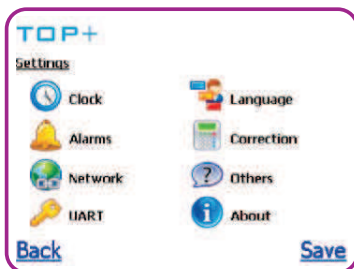 TOP+
Settings
Clock
Language
Alarms
Correction
Network
? Others
UART
i About
Back
Save